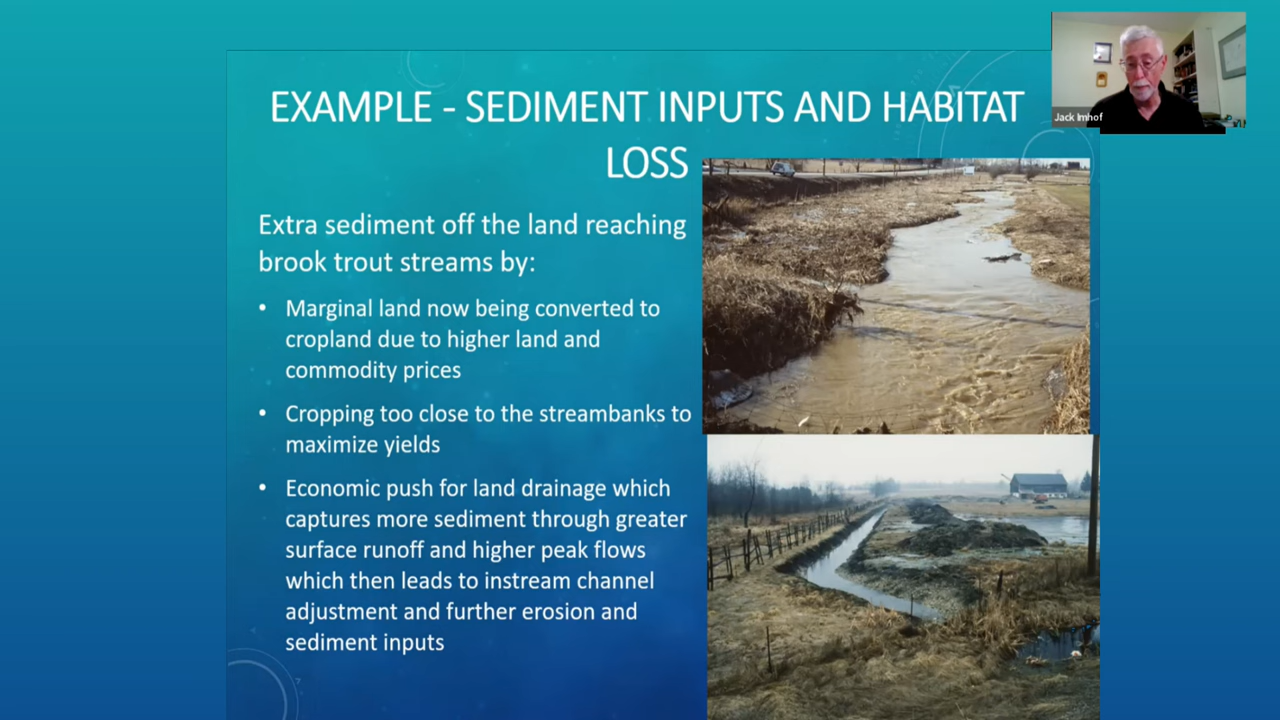 EXAMPLE - SEDIMENT INPUTS AND HABITAT
LOSS
Jack Imhof
Extra sediment off the land reaching
brook trout streams by:
• Marginal land now being converted to
cropland due to higher land and
commodity prices
• Cropping too close to the streambanks to
maximize yields
• Economic push for land drainage which
captures more sediment through greater
surface runoff and higher peak flows
which then leads to instream channel
adjustment and further erosion and
sediment inputs